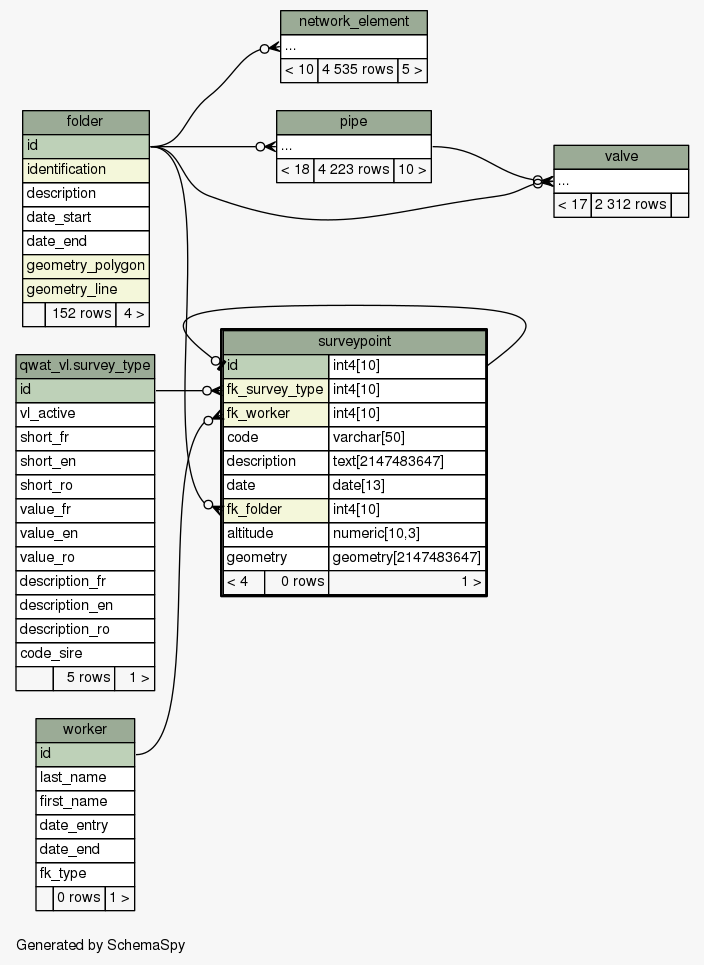 network_element
...
< 10 4 535 rows 5 >
folder
id
identification
description
date_start
date_end
geometry_polygon
geometry_line
152 rows 4 >
pipe
...
< 18 4 223 rows 10 >
valve
...
< 17 2 312 rows
surveypoint
id int4[10]
fk_survey_type int4[10]
fk_worker int4[10]
code varchar[50]
description text[2147483647]
date date[13]
fk_folder int4[10]
altitude numeric[10,3]
geometry geometry[2147483647]
< 4 0 rows 1 >
qwat_vl.survey_type
id
vl_active
short_fr
short_en
short_ro
value_fr
value_en
value_ro
description_fr
description_en
description_ro
code_sire
5 rows 1 >
worker
id
last_name
first_name
date_entry
date_end
fk_type
0 rows 1 >
Generated by SchemaSpy